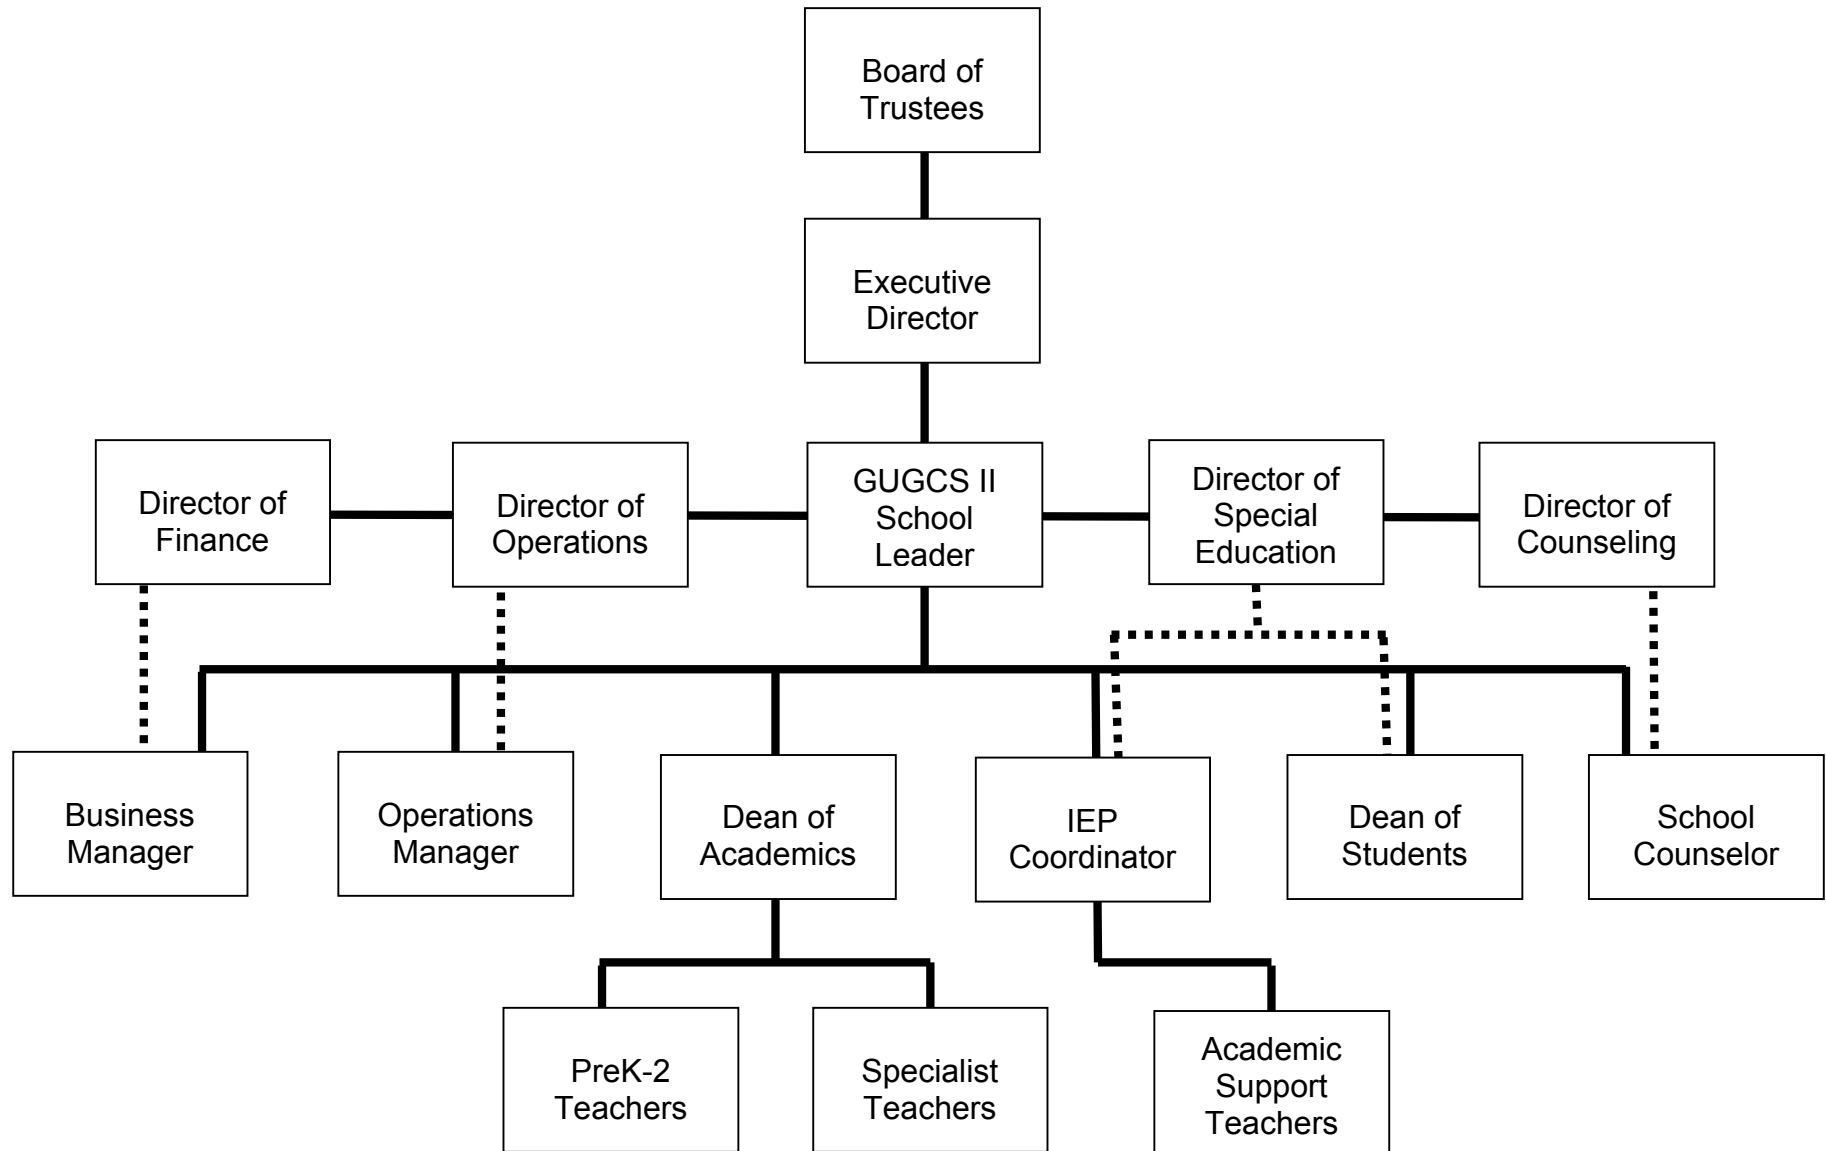 Board of
Trustees
Executive
Director
Director of
Finance
Director of
Operations
GUGCS II
School
Leader
Director of
Special
Education
Director of
Counseling
Business
Manager
Operations
Manager
Dean of
Academics
IEP
Coordinator
Dean of
Students
School
Counselor
PreK-2
Teachers
Specialist
Teachers
Academic
Support
Teachers